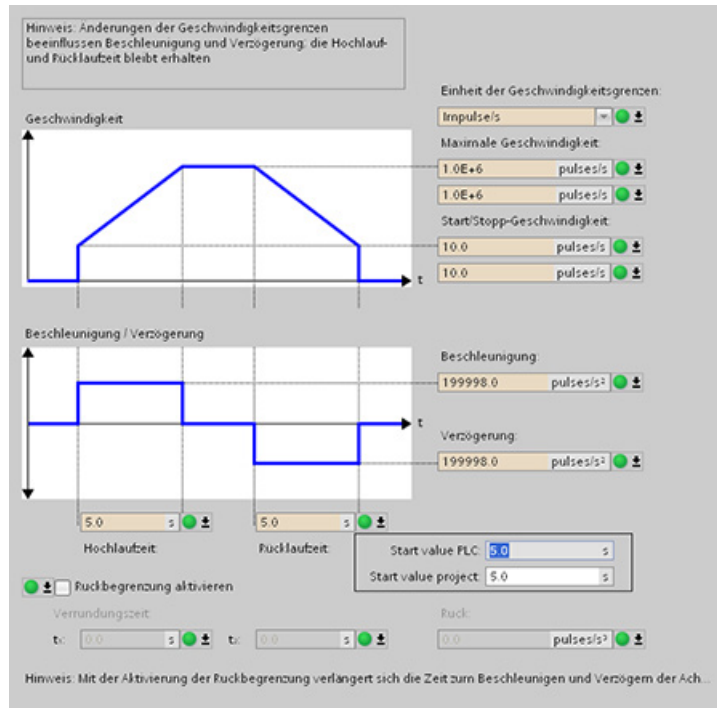 Hinweis: Änderungen der Geschwindigkeitsgrenzen
beeinflussen Beschleunigung und Verzögerung; die Hochlauf-
und Rücklaufzeit bleibt erhalten
Einheit der Geschwindigkeitsgrenzen:
Impulse/s
Geschwindigkeit
Maximale Geschwindigkeit:
1.0E+6 pulses/s
1.0E+6 pulses/s
Start/Stopp-Geschwindigkeit:
10.0 pulses/s
10.0 pulses/s
t
Beschleunigung / Verzögerung
Beschleunigung:
199998.0 pulses/s²
t
Verzögerung:
199998.0 pulses/s²
5.0 s
5.0 s
Hochlaufzeit:
Rücklaufzeit:
Start value PLC: 5.0 s
Start value project: 5.0 s
Ruckbegrenzung aktivieren
Verrundungszeit:
Ruck:
0.0 s
0.0 s
0.0 pulses/s³
Hinweis: Mit der Aktivierung der Ruckbegrenzung verlängert sich die Zeit zum Beschleunigen und Verzögern der Ach...